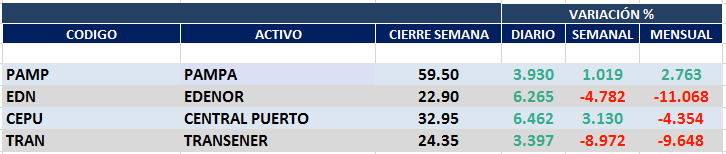 VARIACIÓN %
CODIGO ACTIVO CIERRE SEMANA DIARIO SEMANAL MENSUAL
PAMP PAMPA 59.50 3.930 1.019 2.763
EDN EDENOR 22.90 6.265 -4.782 -11.068
CEPU CENTRAL PUERTO 32.95 6.462 3.130 -4.354
TRAN TRANSENER 24.35 3.397 -8.972 -9.648